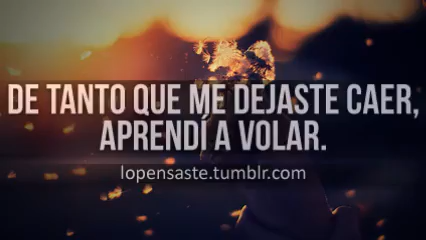 DE TANTO QUE ME DEJASTE CAER,
APRENDÍ A VOLAR.
lopensaste.tumblr.com